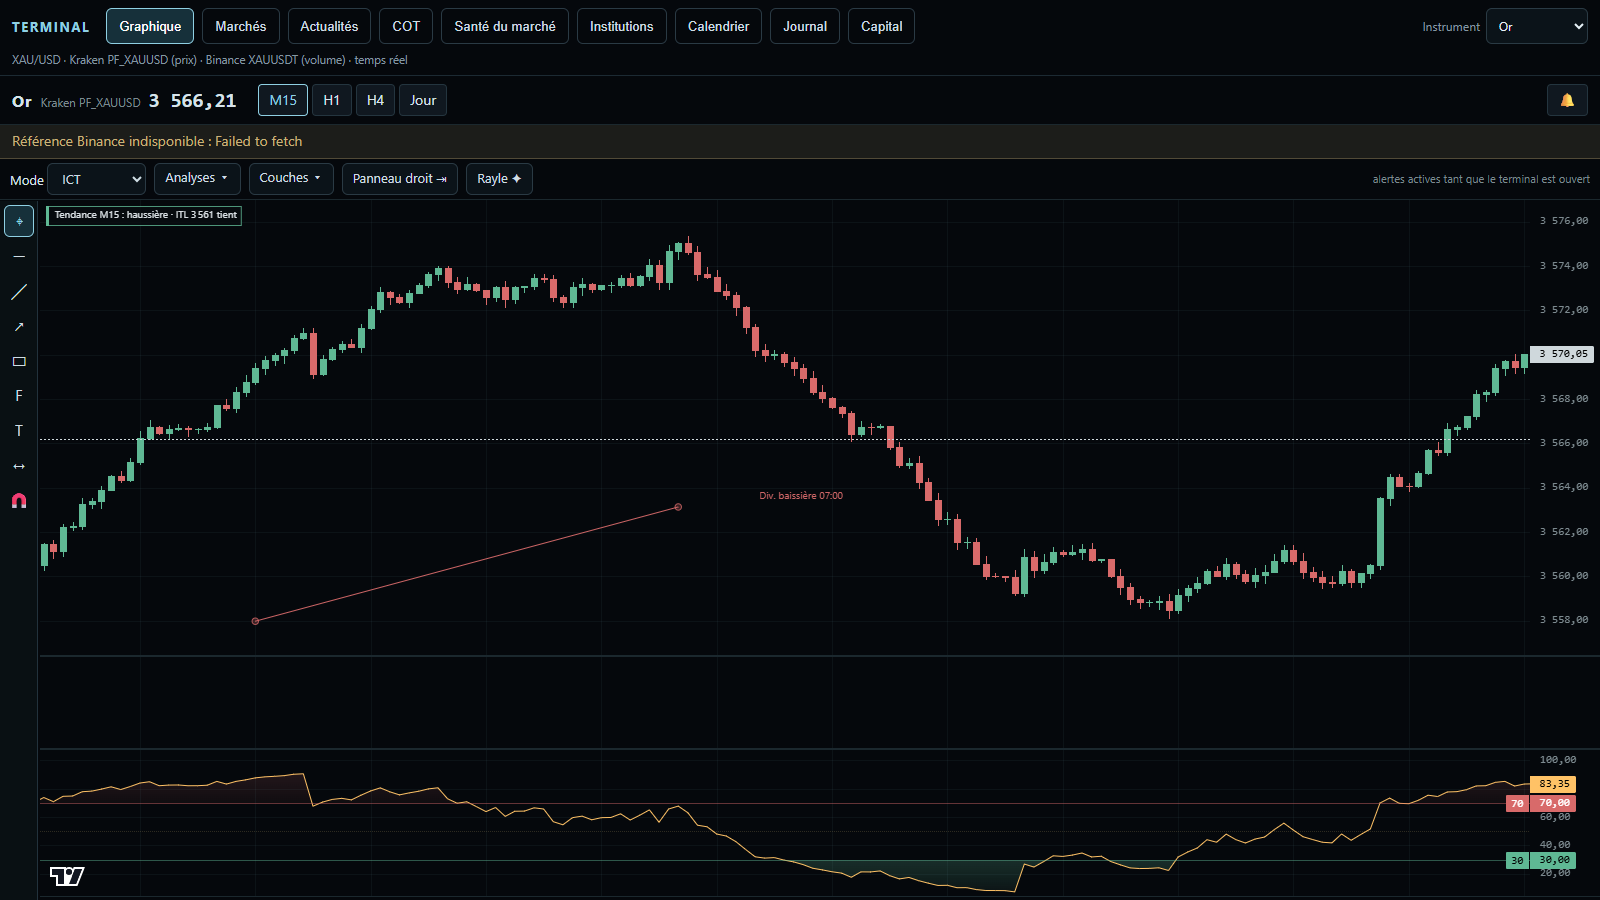 TERMINAL Graphique Marchés Actualités COT Santé du marché Institutions Calendrier Journal Capital Instrument Or
XAU/USD · Kraken PF_XAUUSD (prix) · Binance XAUUSDT (volume) · temps réel
Or Kraken PF_XAUUSD 3 566,21 M15 H1 H4 Jour
Référence Binance indisponible : Failed to fetch
Mode ICT Analyses Couches Panneau droit ⇥ Rayle ✦ alertes actives tant que le terminal est ouvert
Tendance M15 : haussière · ITL 3 561 tient
3 576,00
3 574,00
3 572,00
3 570,05
3 568,00
3 566,00
3 564,00
3 562,00
3 560,00
3 558,00
F
T
Div. baissière 07:00
100,00
83,35
70 70,00
60,00
40,00
30 30,00
20,00